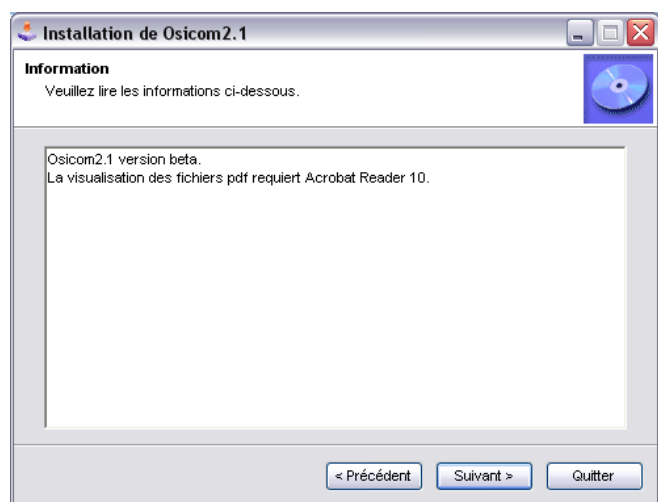 Installation de Osicom2.1
Information
Veuillez lire les informations ci-dessous.
Osicom2.1 version beta.
La visualisation des fichiers pdf requiert Acrobat Reader 10.
< Précédent
Suivant >
Quitter